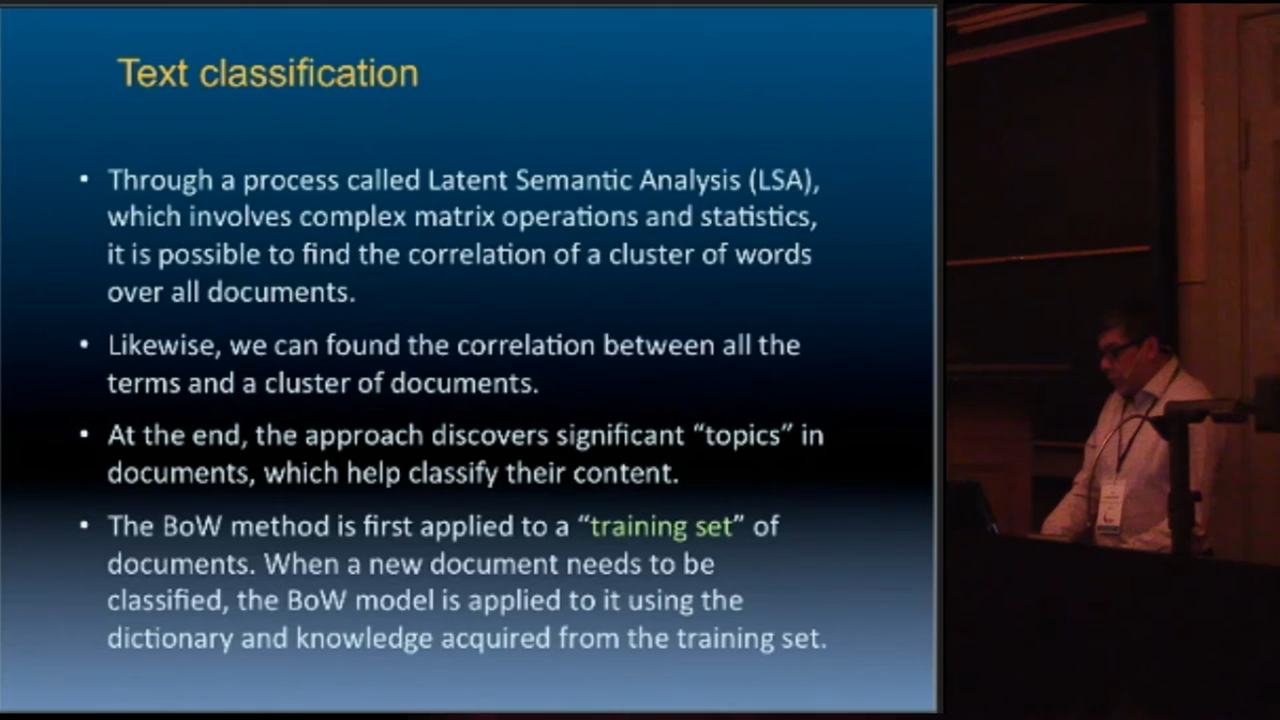 Text classification
• Through a process called Latent Semantic Analysis (LSA),
which involves complex matrix operations and statistics,
it is possible to find the correlation of a cluster of words
over all documents.
• Likewise, we can found the correlation between all the
terms and a cluster of documents.
• At the end, the approach discovers significant “topics” in
documents, which help classify their content.
• The BoW method is first applied to a “training set” of
documents. When a new document needs to be
classified, the BoW model is applied to it using the
dictionary and knowledge acquired from the training set.